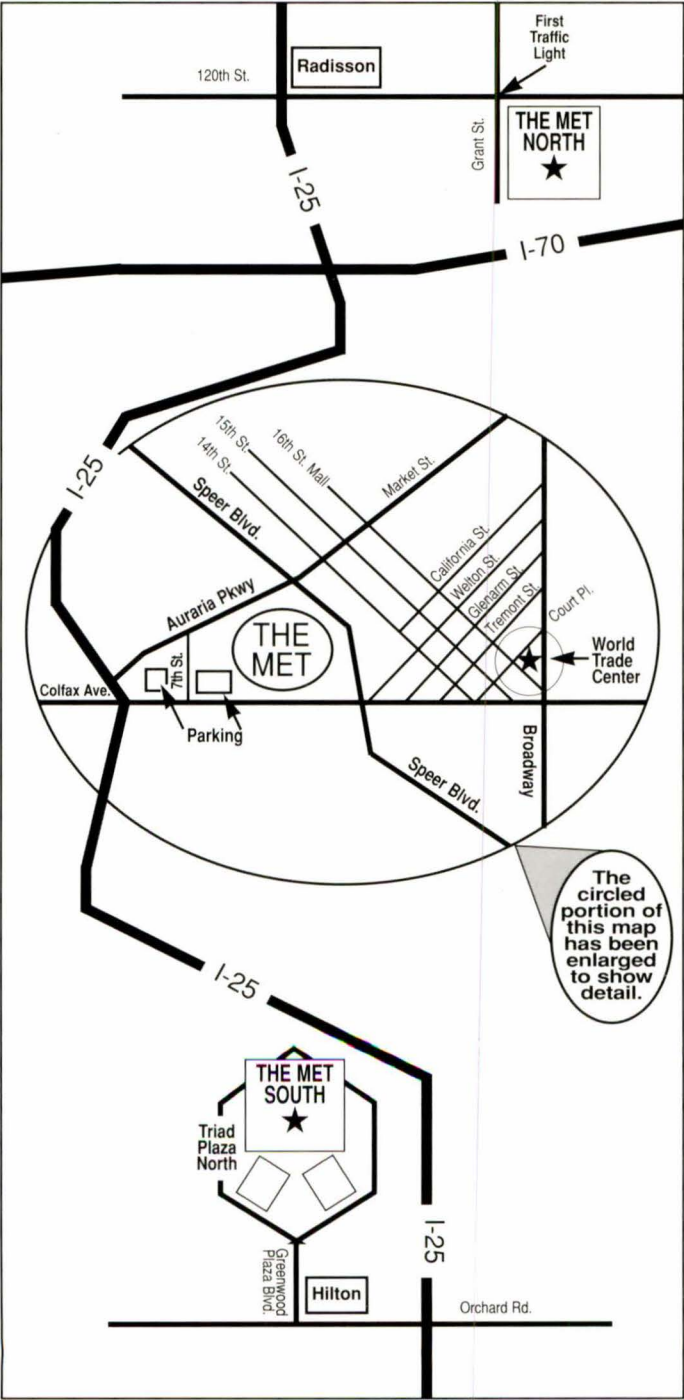 First
Traffic
Light
120th St.
Radisson
Grant St.
THE MET
NORTH
I-25
I-70
15th St.
14th St.
16th St. Mall
Market St.
I-25
Speer Blvd.
California St.
Welton St.
Glenarm St.
Tremont St.
Court Pl.
Auraria Pkwy
THE
MET
7th St.
World
Trade
Center
Colfax Ave.
Parking
Broadway
Speer Blvd.
The
circled
portion of
this map
has been
enlarged
to show
detail.
I-25
THE MET
SOUTH
Triad
Plaza
North
I-25
Greenwood
Plaza Blvd.
Hilton
Orchard Rd.